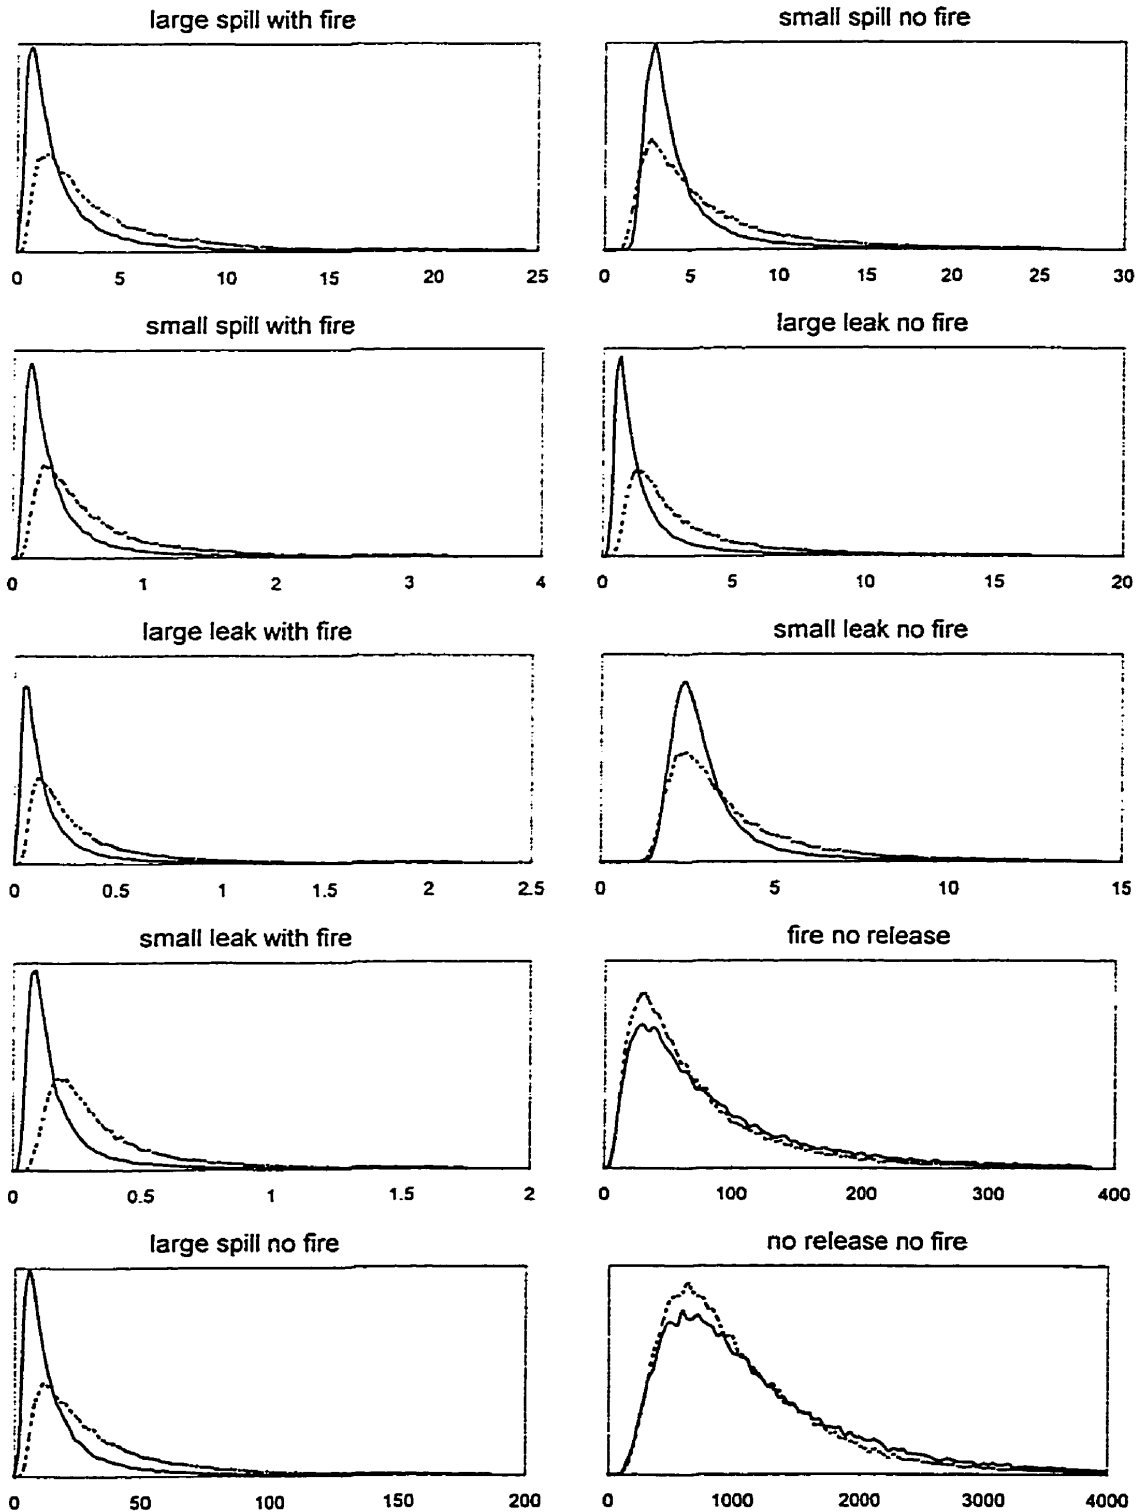 large spill with fire
small spill no fire
0 5 10 15 20 25
0 5 10 15 20 25 30
small spill with fire
large leak no fire
0 1 2 3 4
0 5 10 15 20
large leak with fire
small leak no fire
0 0.5 1 1.5 2 2.5
0 5 10 15
small leak with fire
fire no release
0 0.5 1 1.5 2
0 100 200 300 400
large spill no fire
no release no fire
0 50 100 150 200
0 1000 2000 3000 4000